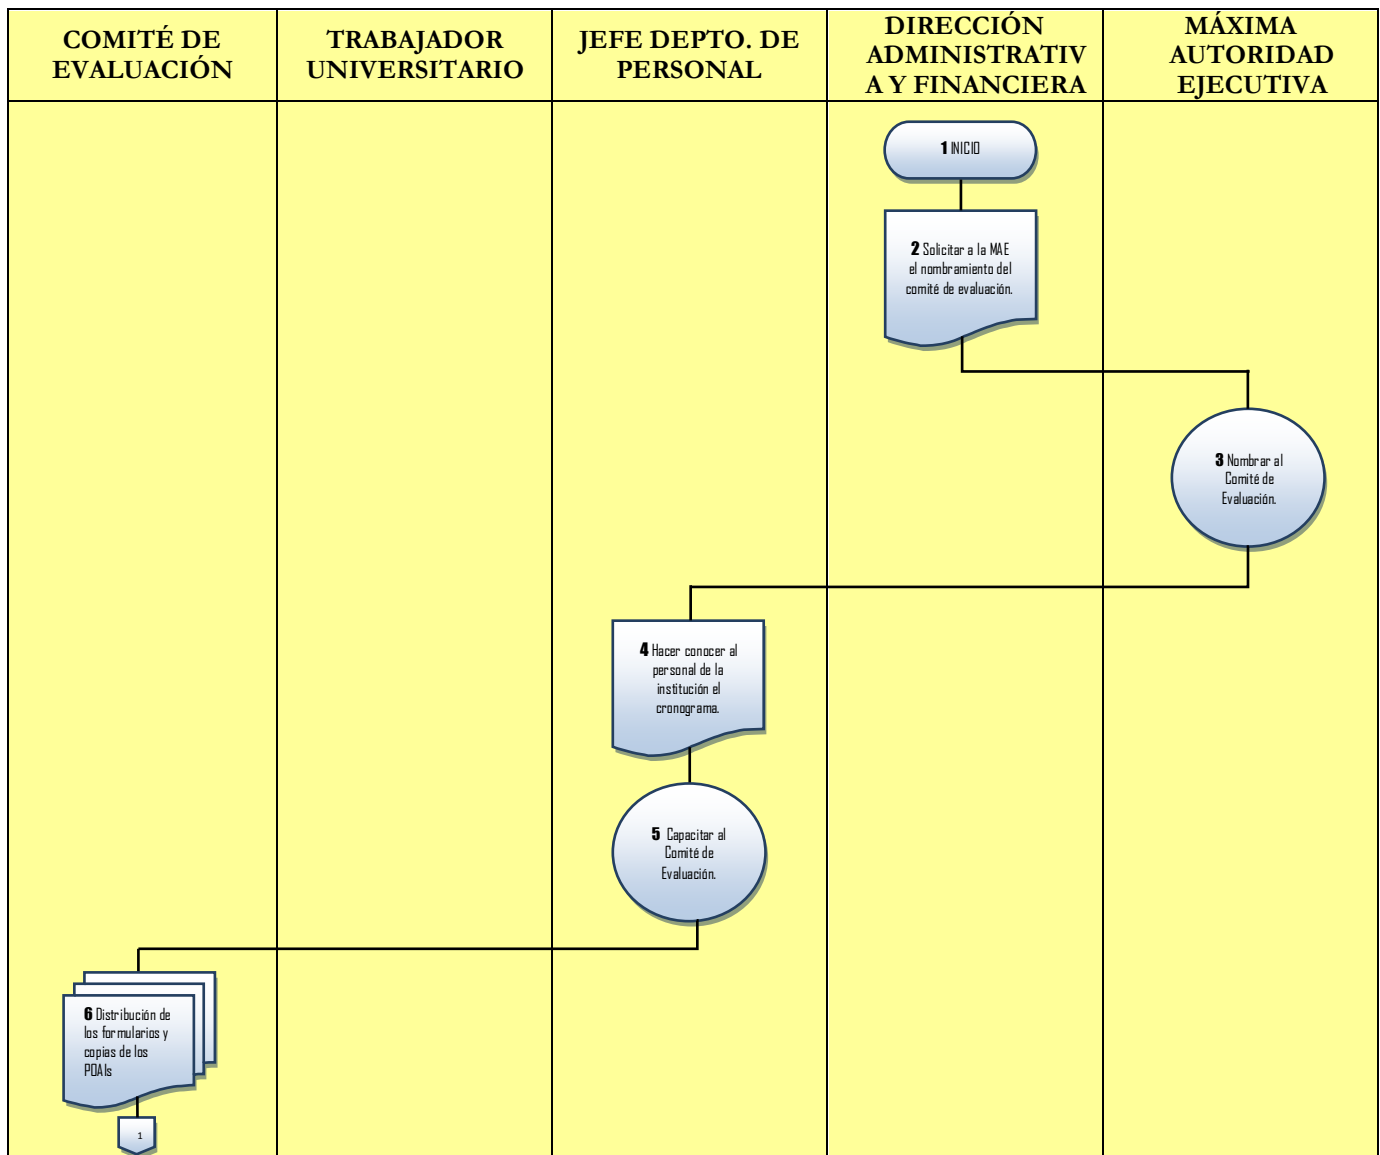 COMITÉ DE
EVALUACIÓN
TRABAJADOR
UNIVERSITARIO
JEFE DEPTO. DE
PERSONAL
DIRECCIÓN
ADMINISTRATIV
A Y FINANCIERA
MÁXIMA
AUTORIDAD
EJECUTIVA
1 INICIO
2 Solicitar a la MAE
el nombramiento del
comité de evaluación.
3 Nombrar al
Comité de
Evaluación.
4 Hacer conocer al
personal de la
institución el
cronograma.
5 Capacitar al
Comité de
Evaluación.
6 Distribución de
los formularios y
copias de los
POAIs
1